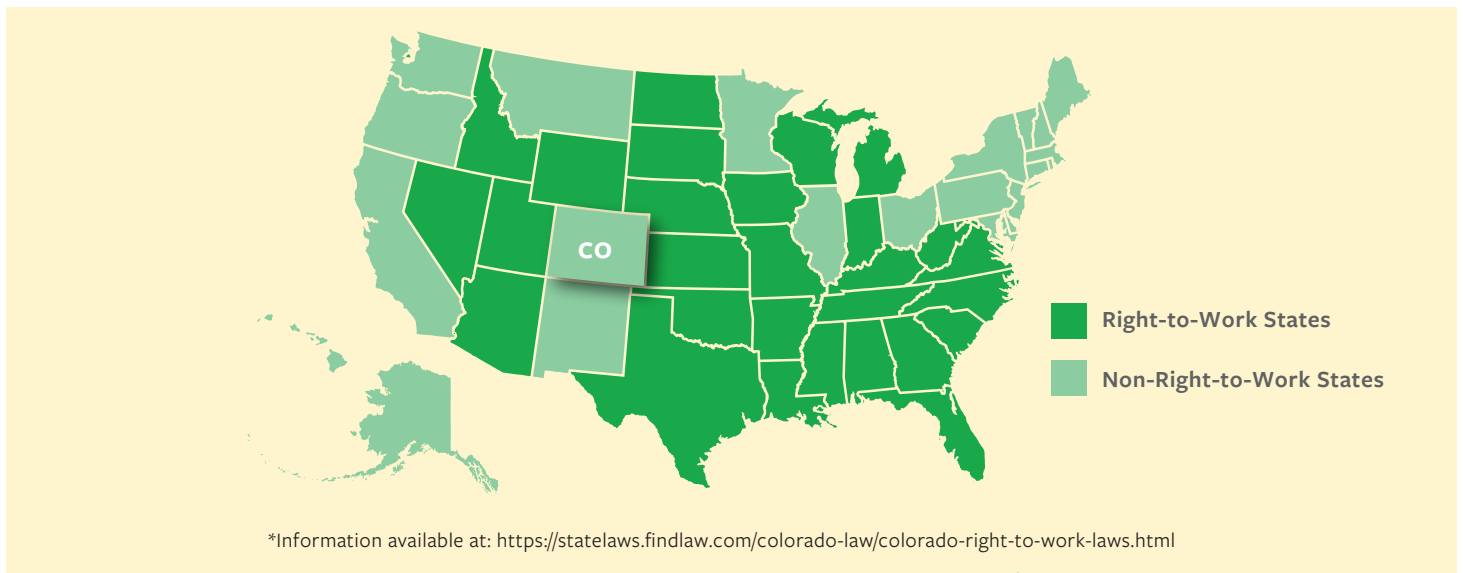 CO
Right-to-Work States
Non-Right-to-Work States
*Information available at: https://statelaws.findlaw.com/colorado-law/colorado-right-to-work-laws.html